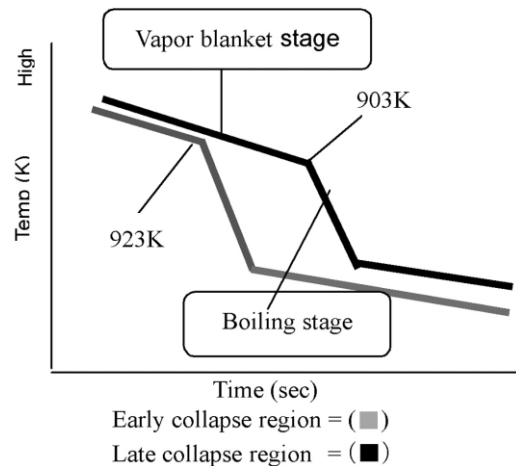 Vapor blanket stage
High
903K
Temp (K)
923K
Boiling stage
Time (sec)
Early collapse region = (■)
Late collapse region = (■)